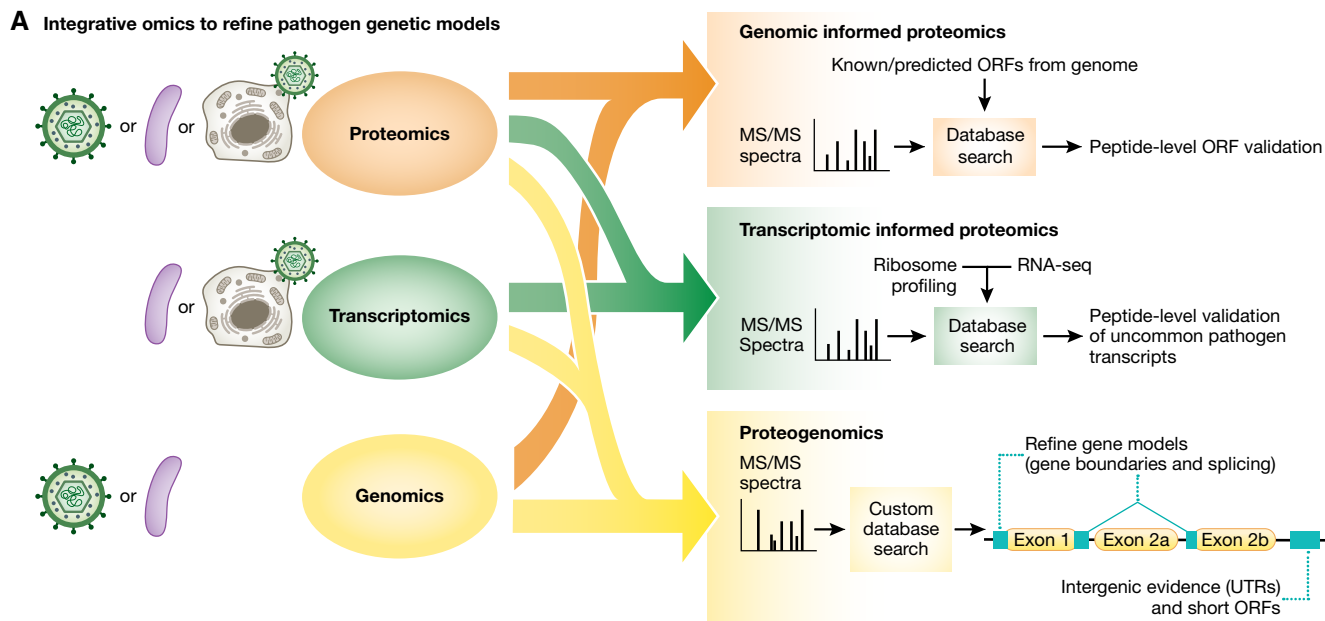 A Integrative omics to refine pathogen genetic models
or
or
Proteomics
or
Transcriptomics
or
Genomics
Genomic informed proteomics
Known/predicted ORFs from genome
MS/MS
spectra
Database
search
Peptide-level ORF validation
Transcriptomic informed proteomics
Ribosome
profiling
RNA-seq
MS/MS
Spectra
Database
search
Peptide-level validation
of uncommon pathogen
transcripts
Proteogenomics
MS/MS
spectra
Custom
database
search
Refine gene models
(gene boundaries and splicing)
Exon 1
Exon 2a
Exon 2b
Intergenic evidence (UTRs)
and short ORFs